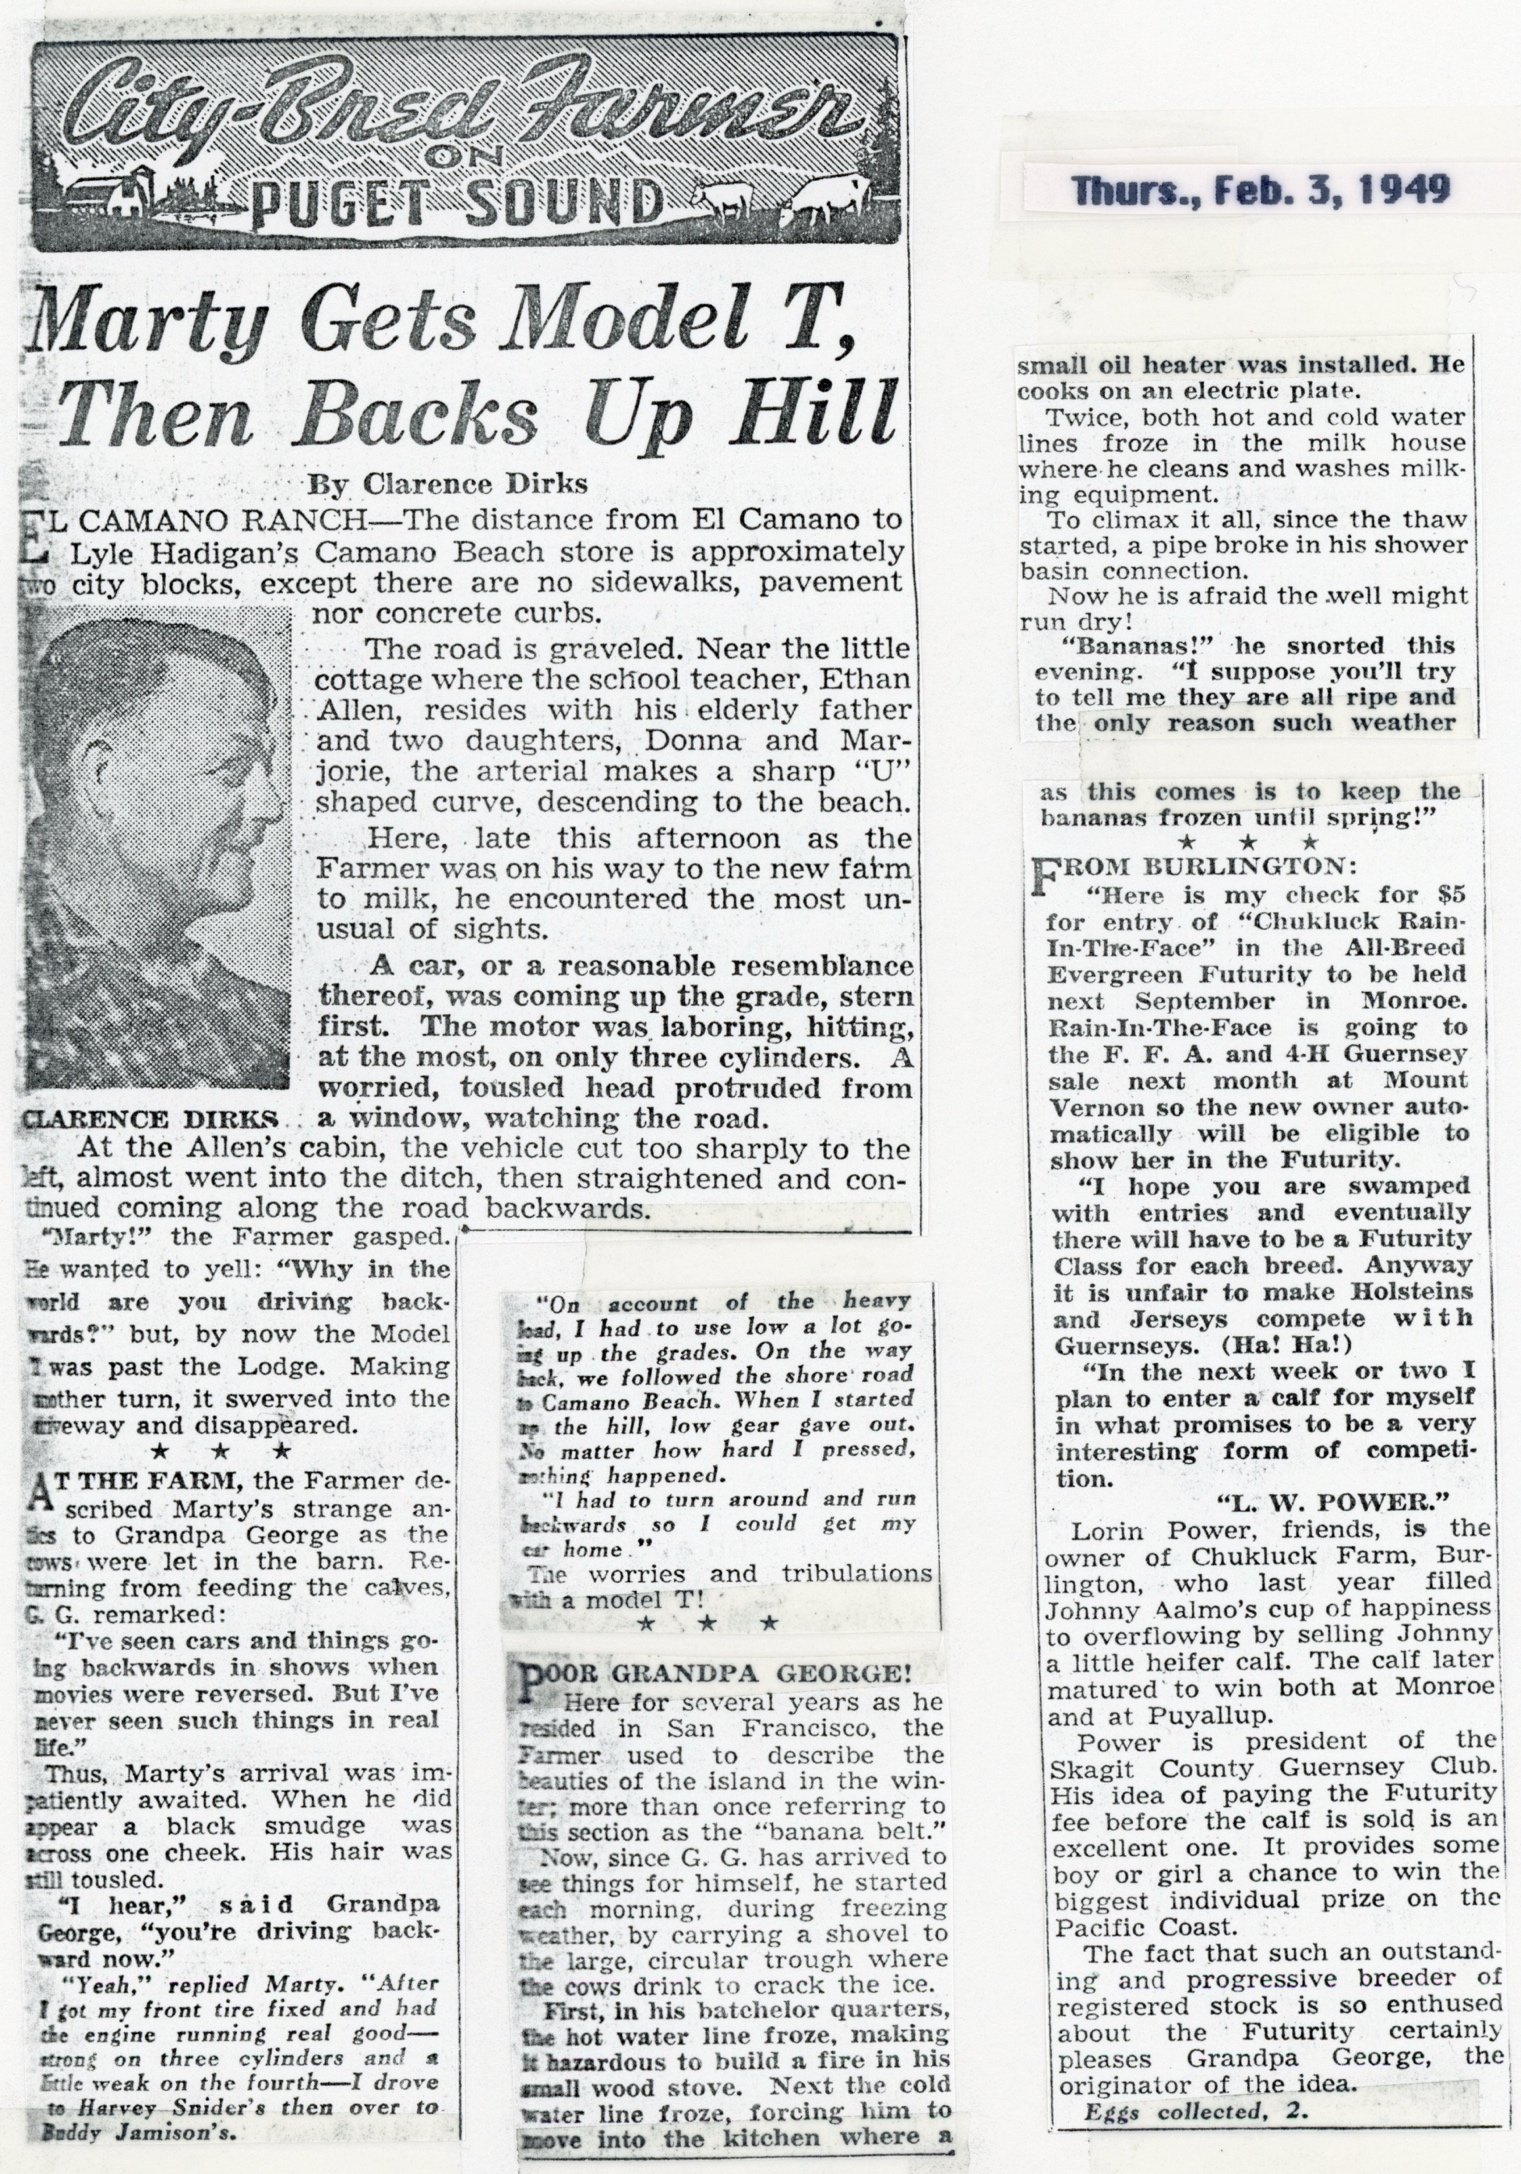 City-Bred Farmer
ON
PUGET SOUND
Marty Gets Model T,
Then Backs Up Hill
By Clarence Dirks
EL CAMANO RANCH—The distance from El Camano to
Lyle Hadigan's Camano Beach store is approximately
two city blocks, except there are no sidewalks, pavement
nor concrete curbs.
The road is graveled. Near the little
cottage where the school teacher, Ethan
Allen, resides with his elderly father
and two daughters, Donna and Mar-
jorie, the arterial makes a sharp "U"
shaped curve, descending to the beach.
Here, late this afternoon as the
Farmer was on his way to the new farm
to milk, he encountered the most un-
usual of sights.
A car, or a reasonable resemblance
thereof, was coming up the grade, stern
first. The motor was laboring, hitting,
at the most, on only three cylinders. A
worried, tousled head protruded from
a window, watching the road.
CLARENCE DIRKS
At the Allen's cabin, the vehicle cut too sharply to the
left, almost went into the ditch, then straightened and con-
tinued coming along the road backwards.
"Marty!" the Farmer gasped.
He wanted to yell: "Why in the
world are you driving back-
wards?" but, by now the Model
T was past the Lodge. Making
another turn, it swerved into the
driveway and disappeared.
★ ★ ★
AT THE FARM, the Farmer de-
scribed Marty's strange an-
tics to Grandpa George as the
cows were let in the barn. Re-
turning from feeding the calves,
G. G. remarked:
"I've seen cars and things go-
ing backwards in shows when
movies were reversed. But I've
never seen such things in real
life."
Thus, Marty's arrival was im-
patiently awaited. When he did
appear a black smudge was
across one cheek. His hair was
still tousled.
"I hear," said Grandpa
George, "you're driving back-
ward now."
"Yeah," replied Marty. "After
I got my front tire fixed and had
the engine running real good—
strong on three cylinders and a
little weak on the fourth—I drove
to Harvey Snider's then over to
Buddy Jamison's.
"On account of the heavy
load, I had to use low a lot go-
ing up the grades. On the way
back, we followed the shore road
to Camano Beach. When I started
up the hill, low gear gave out.
No matter how hard I pressed,
nothing happened.
"I had to turn around and run
backwards so I could get my
car home."
The worries and tribulations
with a model T!
★ ★ ★
POOR GRANDPA GEORGE!
Here for several years as he
resided in San Francisco, the
Farmer used to describe the
beauties of the island in the win-
ter; more than once referring to
this section as the "banana belt."
Now, since G. G. has arrived to
see things for himself, he started
each morning, during freezing
weather, by carrying a shovel to
the large, circular trough where
the cows drink to crack the ice.
First, in his batchelor quarters,
the hot water line froze, making
it hazardous to build a fire in his
small wood stove. Next the cold
water line froze, forcing him to
move into the kitchen where a
Thurs., Feb. 3, 1949
small oil heater was installed. He
cooks on an electric plate.
Twice, both hot and cold water
lines froze in the milk house
where he cleans and washes milk-
ing equipment.
To climax it all, since the thaw
started, a pipe broke in his shower
basin connection.
Now he is afraid the well might
run dry!
"Bananas!" he snorted this
evening. "I suppose you'll try
to tell me they are all ripe and
the only reason such weather
as this comes is to keep the
bananas frozen until spring!"
★ ★ ★
FROM BURLINGTON:
"Here is my check for $5
for entry of "Chukluck Rain-
In-The-Face" in the All-Breed
Evergreen Futurity to be held
next September in Monroe.
Rain-In-The-Face is going to
the F. F. A. and 4-H Guernsey
sale next month at Mount
Vernon so the new owner auto-
matically will be eligible to
show her in the Futurity.
"I hope you are swamped
with entries and eventually
there will have to be a Futurity
Class for each breed. Anyway
it is unfair to make Holsteins
and Jerseys compete with
Guernseys. (Ha! Ha!)
"In the next week or two I
plan to enter a calf for myself
in what promises to be a very
interesting form of competi-
tion.
"L. W. POWER."
Lorin Power, friends, is the
owner of Chukluck Farm, Bur-
lington, who last year filled
Johnny Aalmo's cup of happiness
to overflowing by selling Johnny
a little heifer calf. The calf later
matured to win both at Monroe
and at Puyallup.
Power is president of the
Skagit County Guernsey Club.
His idea of paying the Futurity
fee before the calf is sold is an
excellent one. It provides some
boy or girl a chance to win the
biggest individual prize on the
Pacific Coast.
The fact that such an outstand-
ing and progressive breeder of
registered stock is so enthused
about the Futurity certainly
pleases Grandpa George, the
originator of the idea.
Eggs collected, 2.